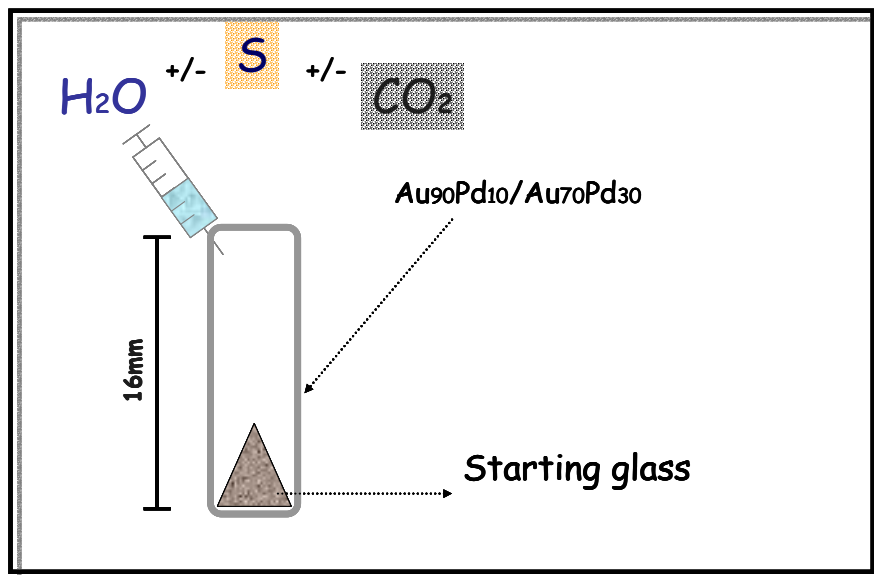 H2O +/- S +/- CO2
Au90Pd10/Au70Pd30
16mm
Starting glass